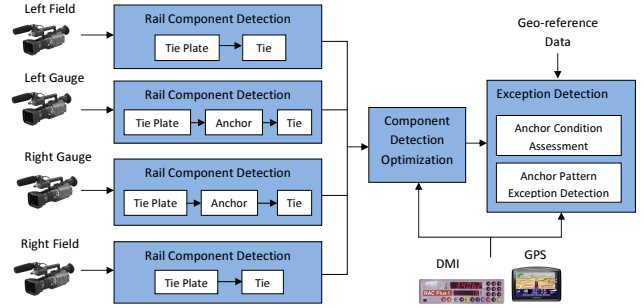 Left Field
Rail Component Detection
Tie Plate
Tie
Left Gauge
Rail Component Detection
Tie Plate
Anchor
Tie
Right Gauge
Rail Component Detection
Tie Plate
Anchor
Tie
Right Field
Rail Component Detection
Tie Plate
Tie
Component
Detection
Optimization
Geo-reference
Data
Exception Detection
Anchor Condition
Assessment
Anchor Pattern
Exception Detection
DMI
GPS
RAC Plus